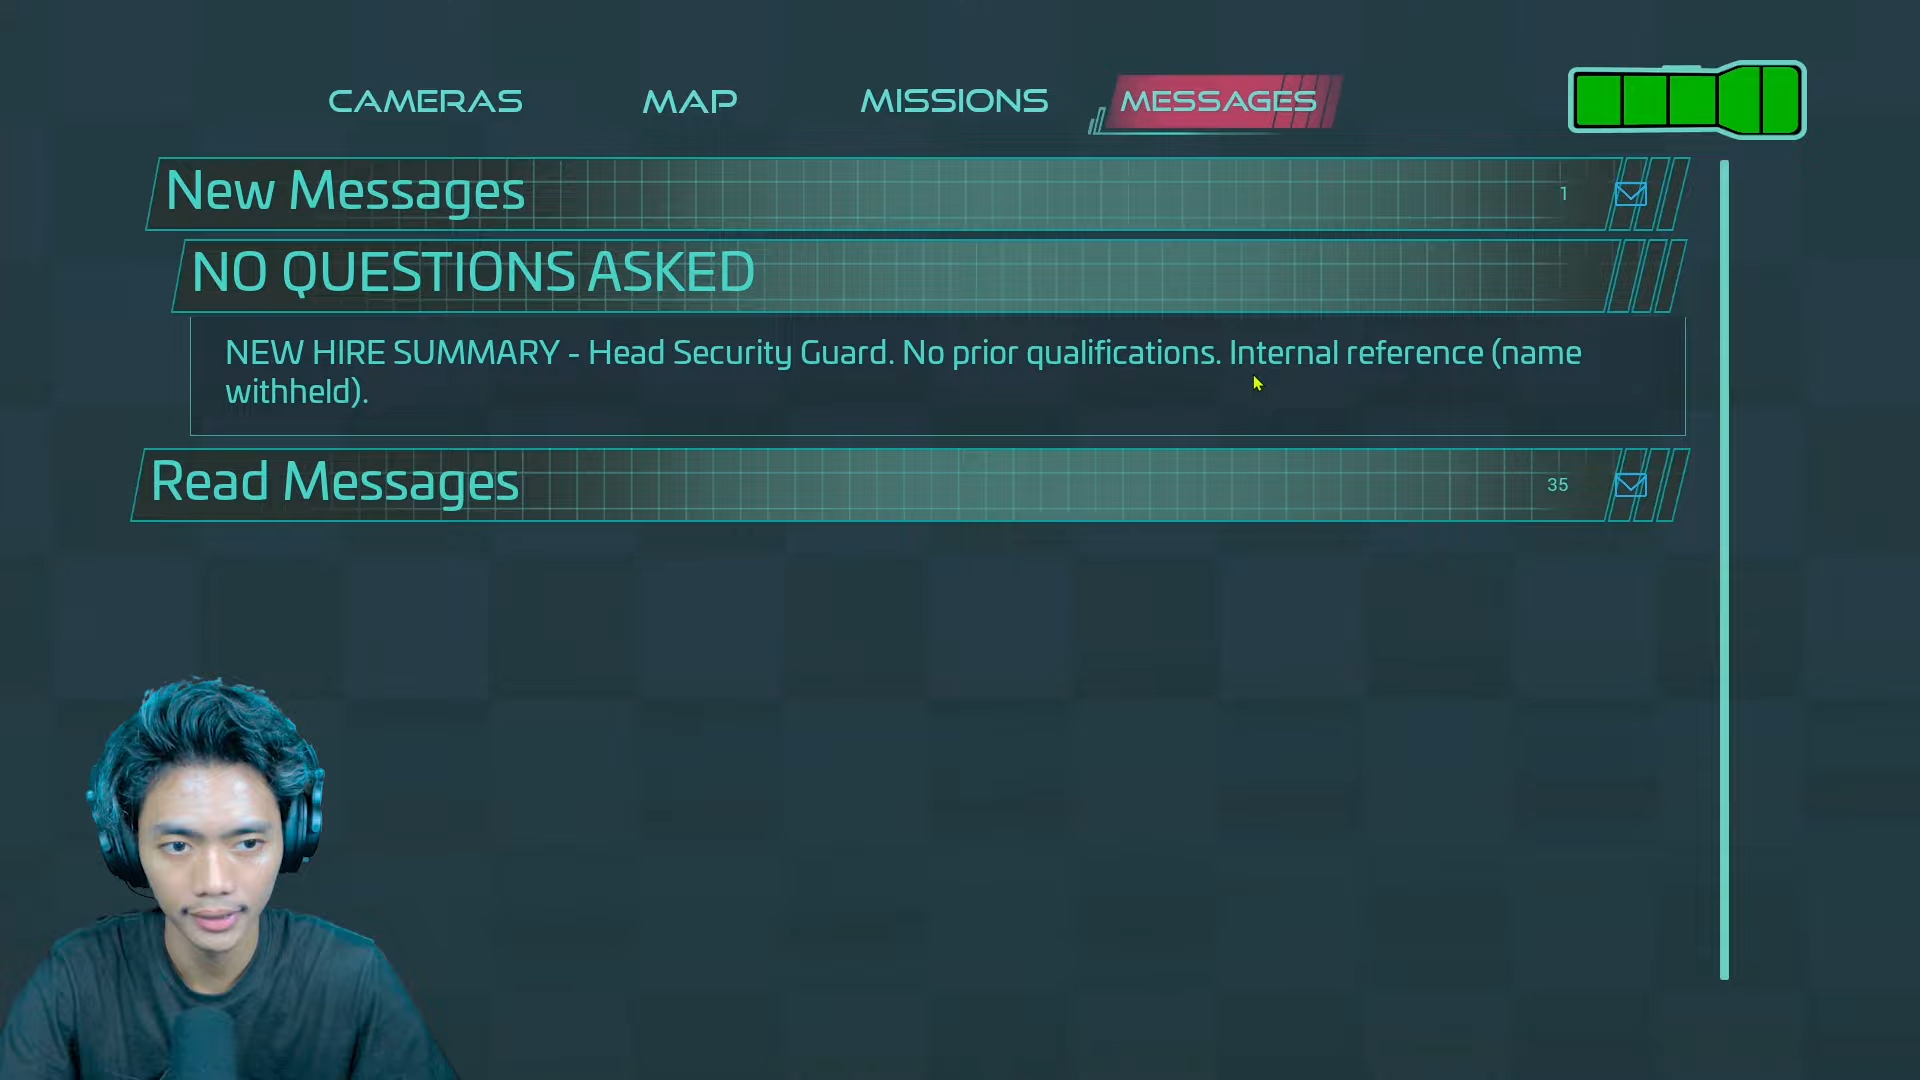 CAMERAS MAP MISSIONS MESSAGES
New Messages 1
NO QUESTIONS ASKED
NEW HIRE SUMMARY - Head Security Guard. No prior qualifications. Internal reference (name
withheld).
Read Messages 35